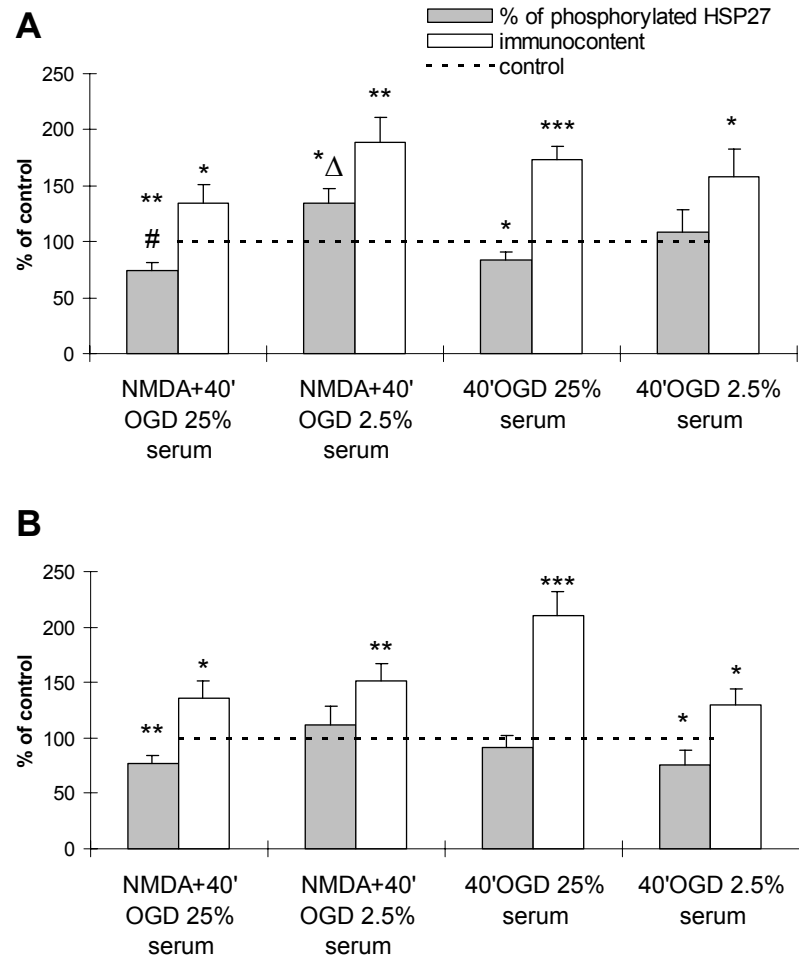 A
% of phosphorylated HSP27
immunocontent
control
% of control
250
200
150
100
50
0
**
#
*
*Δ
**
*
***
*
NMDA+40'
OGD 25%
serum
NMDA+40'
OGD 2.5%
serum
40'OGD 25%
serum
40'OGD 2.5%
serum
B
% of control
250
200
150
100
50
0
**
*
**
***
*
*
NMDA+40'
OGD 25%
serum
NMDA+40'
OGD 2.5%
serum
40'OGD 25%
serum
40'OGD 2.5%
serum